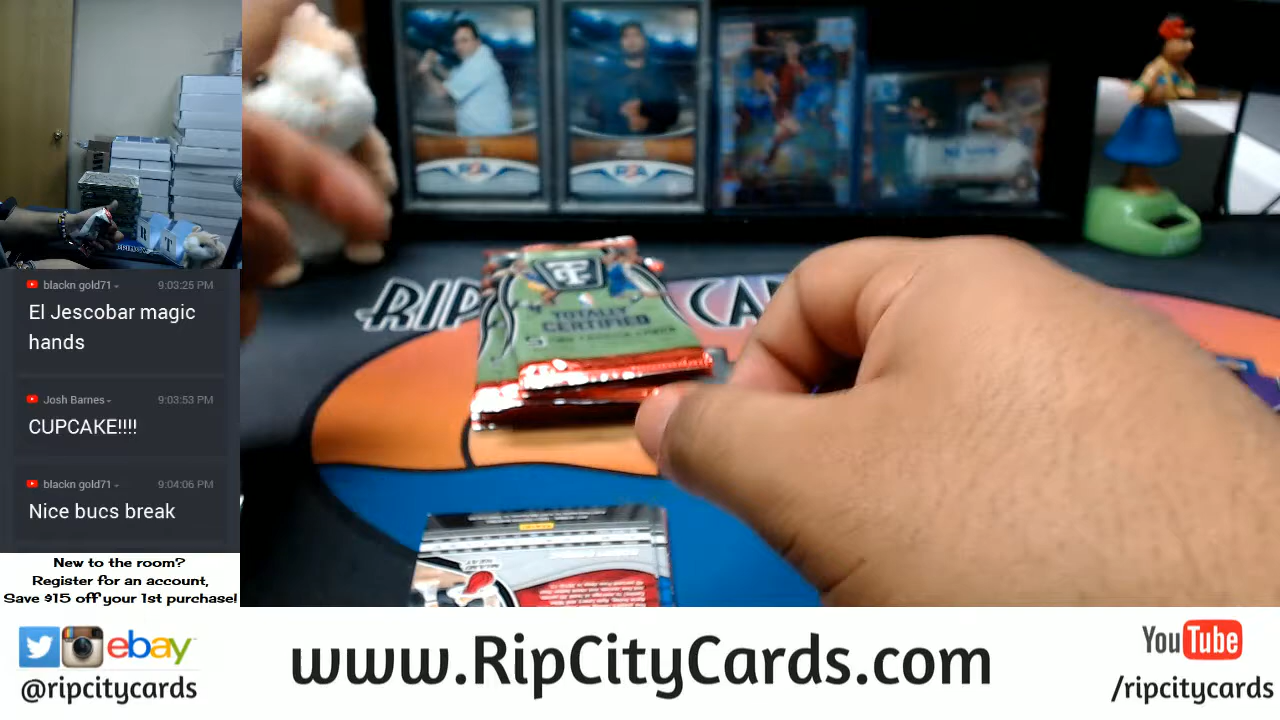 blackn gold71
9:03:25 PM
El Jescobar magic
hands
Josh Barnes
9:03:53 PM
CUPCAKE!!!!
blackn gold71
9:04:06 PM
Nice bucs break
New to the room?
Register for an account,
Save $15 off your 1st purchase!
RIP
CA
TOTALLY
CERTIFIED
5
R
T
ebay
@ripcitycards
www.RipCityCards.com
YouTube
/ripcitycards